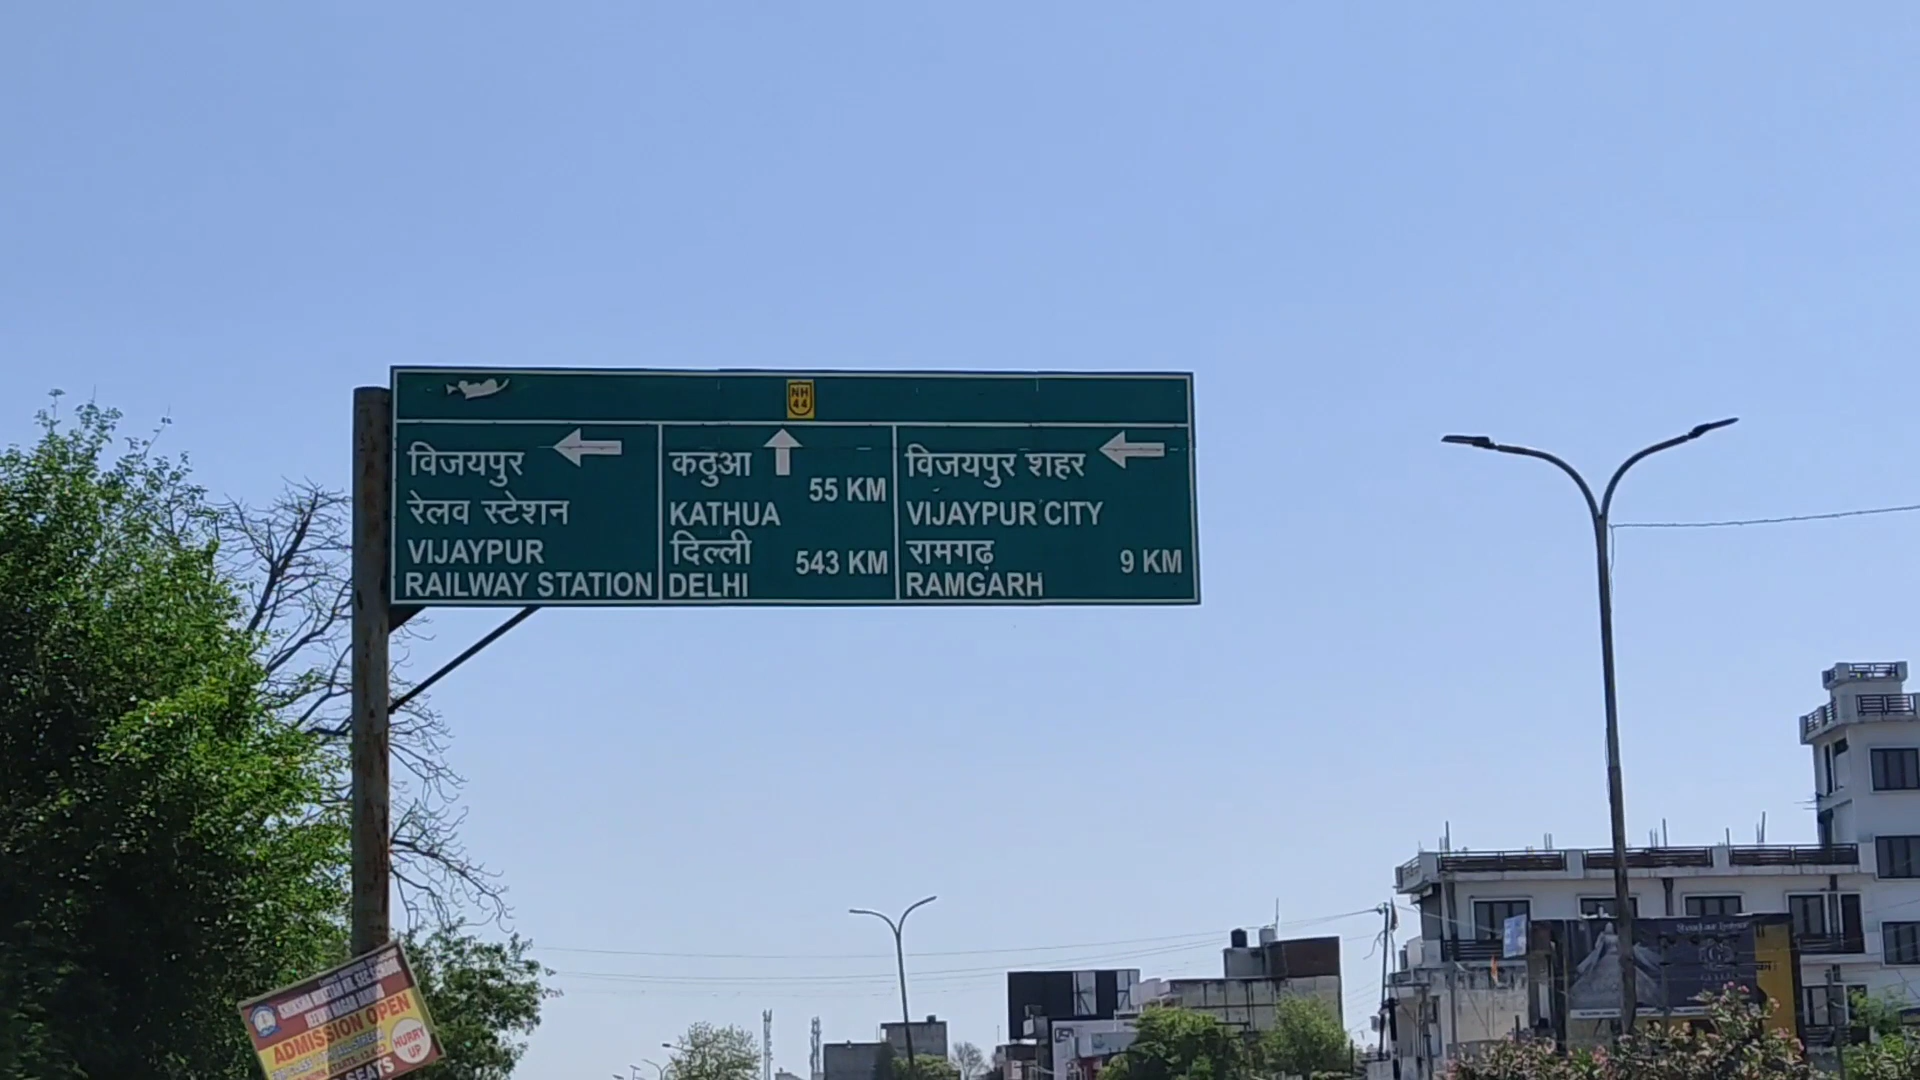 NH
44
विजयपुर
रेलव स्टेशन
VIJAYPUR
RAILWAY STATION
कठुआ
55 KM
KATHUA
दिल्ली
543 KM
DELHI
विजयपुर शहर
VIJAYPUR CITY
रामगढ़
9 KM
RAMGARH
ADMISSION OPEN
HURRY
UP
SEATS